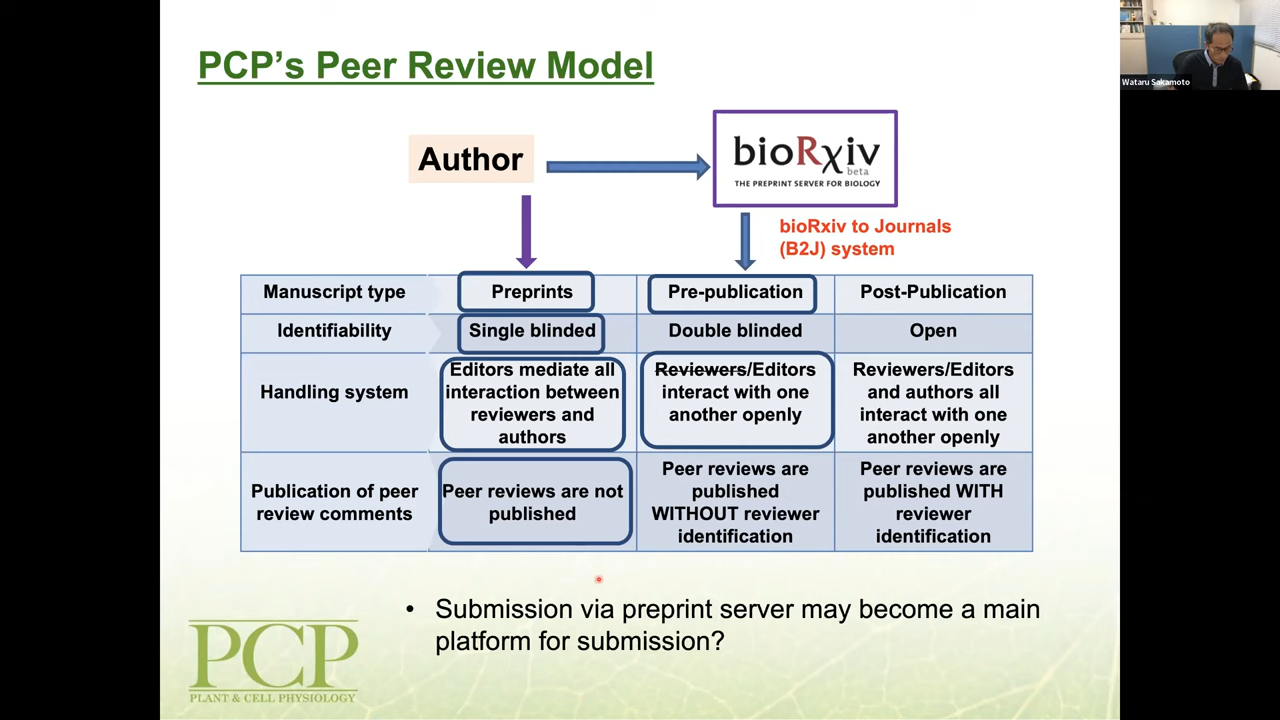 PCP's Peer Review Model
Wataru Sakamoto
Author
bioRχiv
beta
THE PREPRINT SERVER FOR BIOLOGY
bioRxiv to Journals
(B2J) system
Manuscript type
Preprints
Pre-publication
Post-Publication
Identifiability
Single blinded
Double blinded
Open
Handling system
Editors mediate all
interaction between
reviewers and
authors
Reviewers/Editors
interact with one
another openly
Reviewers/Editors
and authors all
interact with one
another openly
Publication of peer
review comments
Peer reviews are not
published
Peer reviews are
published
WITHOUT reviewer
identification
Peer reviews are
published WITH
reviewer
identification
• Submission via preprint server may become a main
platform for submission?
PCP
PLANT & CELL PHYSIOLOGY